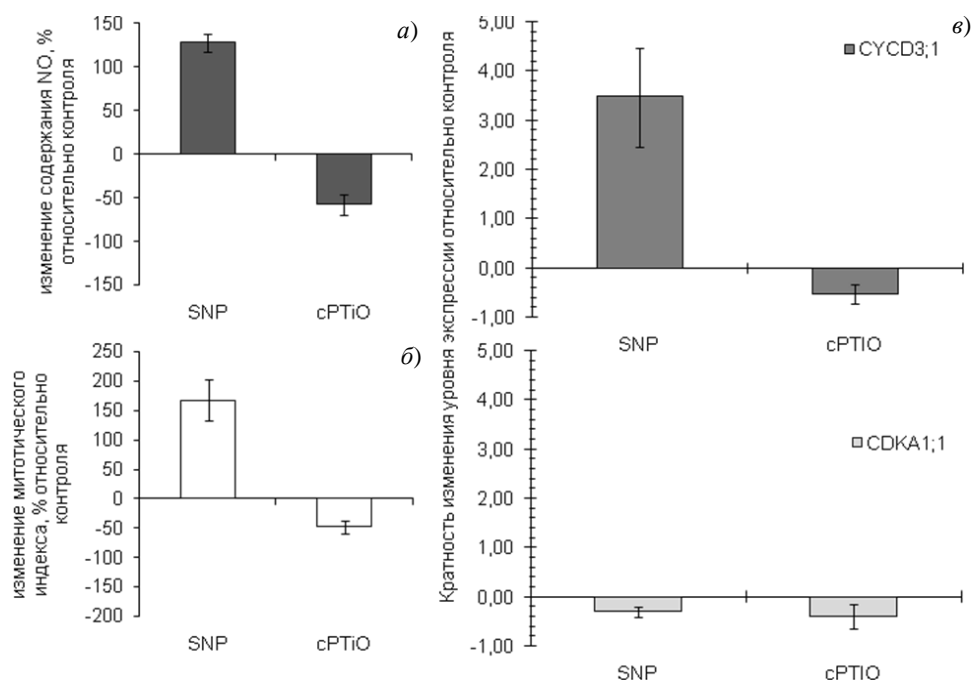 а)
изменение содержания NO, %
относительно контроля
150
100
50
0
-50
-100
-150
SNP cPTiO
б)
изменение митотического
индекса, % относительно
контроля
250
200
150
100
50
0
-50
-100
-150
-200
SNP cPTiO
в)
Кратность изменения уровня экспрессии относительно контроля
5,00
4,00
3,00
2,00
1,00
0,00
-1,00
CYCD3;1
SNP cPTIO
5,00
4,00
3,00
2,00
1,00
0,00
-1,00
CDKA1;1
SNP cPTIO